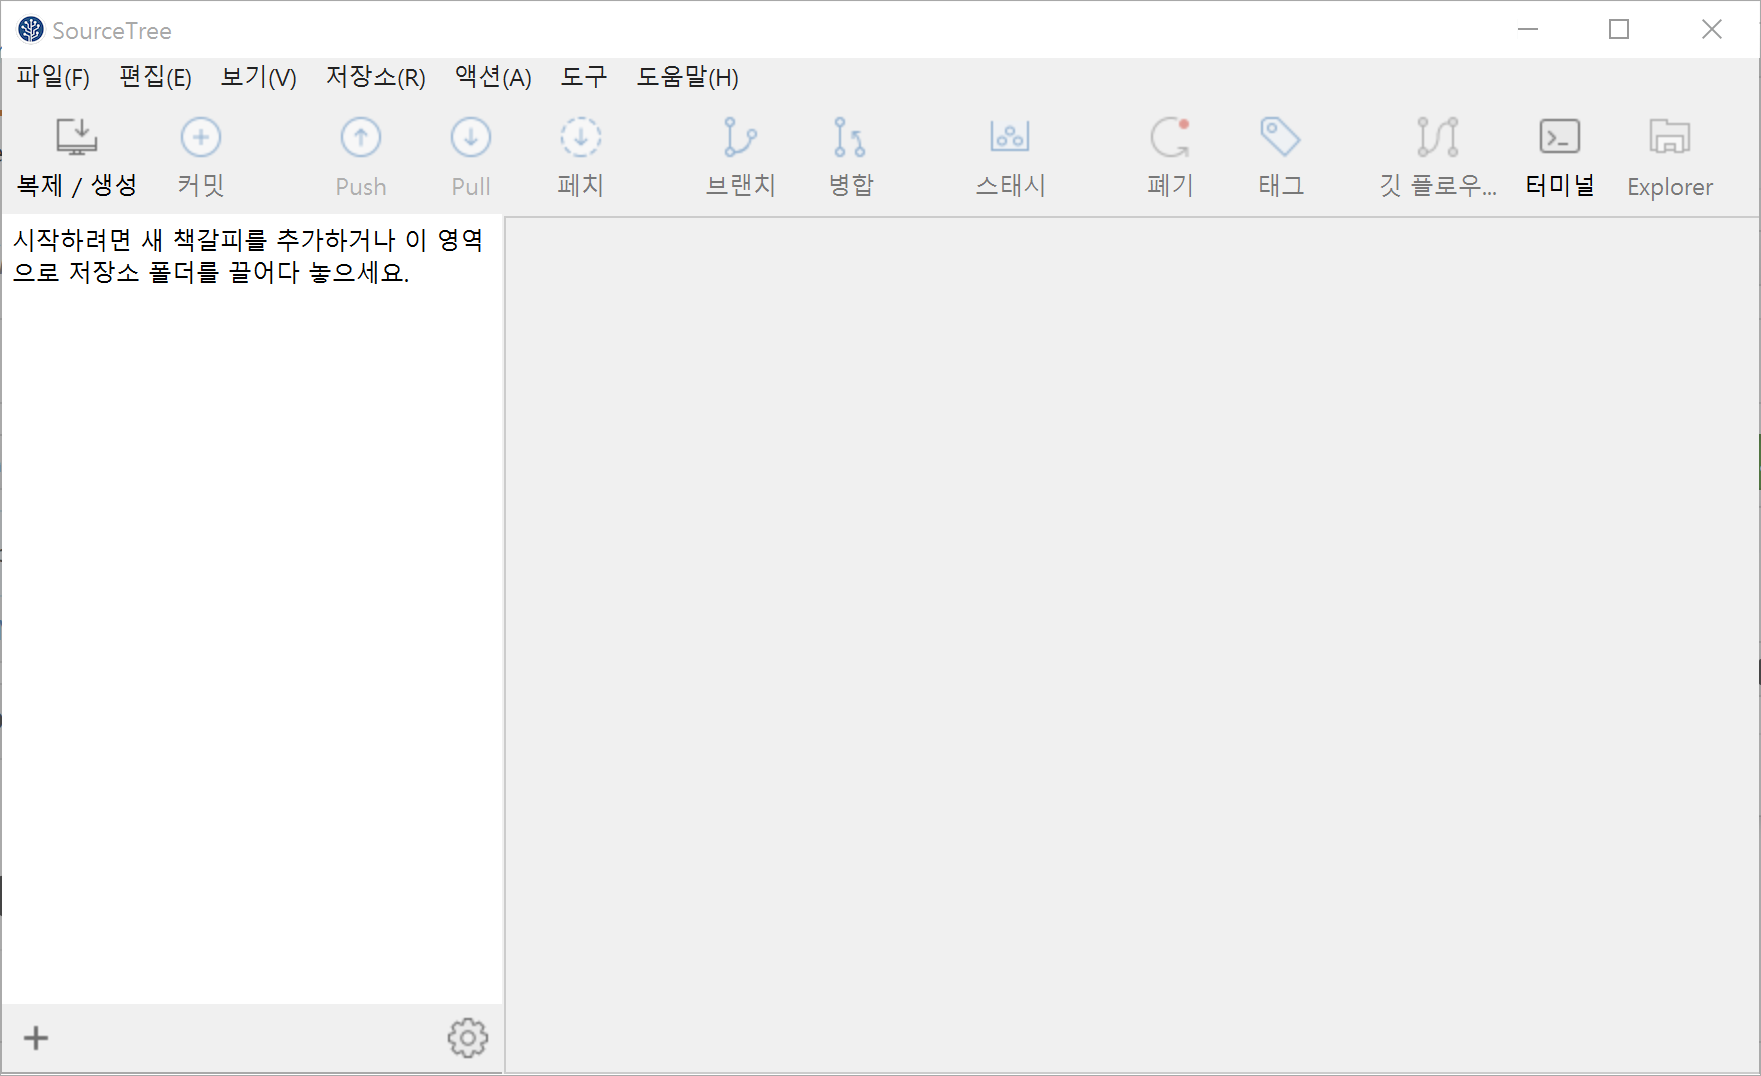 SourceTree
파일(F) 편집(E) 보기(V) 저장소(R) 액션(A) 도구 도움말(H)
복제 / 생성 커밋 Push Pull 페치 브랜치 병합 스태시 폐기 태그 깃 플로우... 터미널 Explorer
시작하려면 새 책갈피를 추가하거나 이 영역
으로 저장소 폴더를 끌어다 놓으세요.